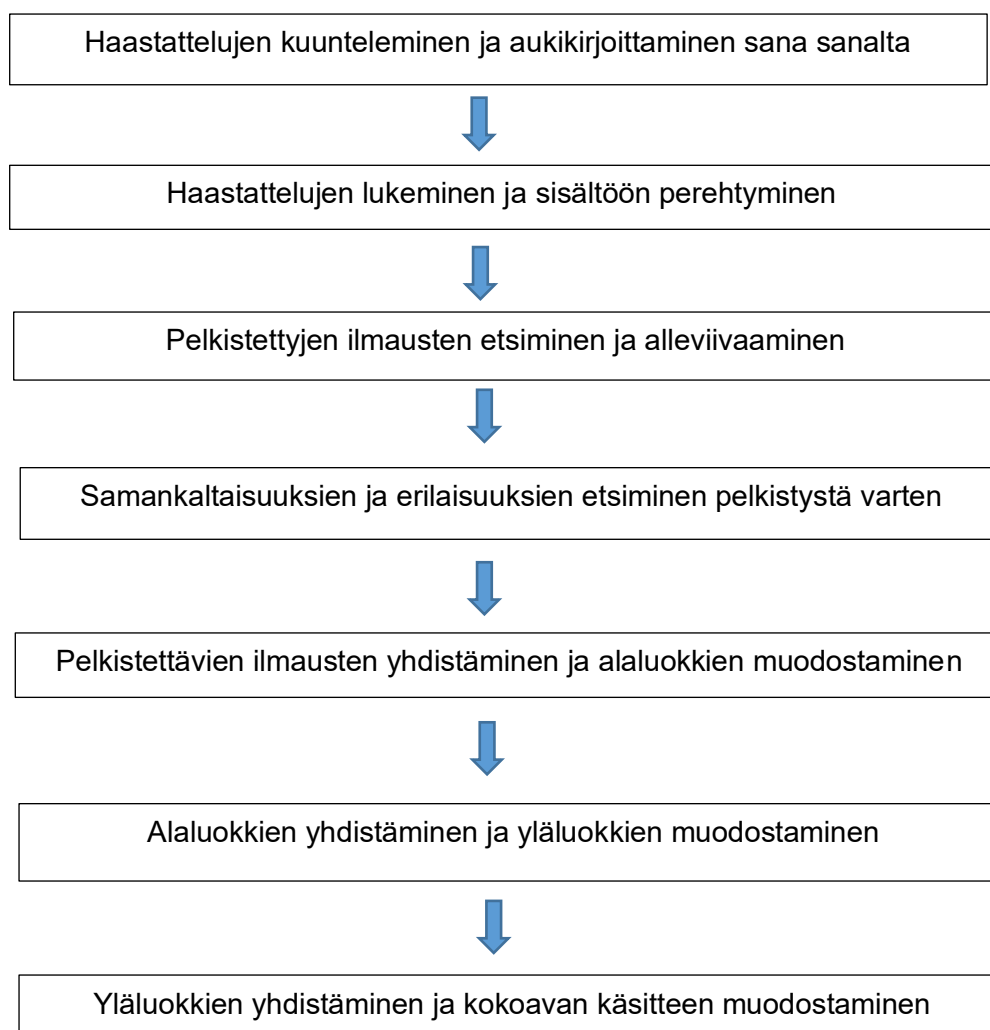 Haastattelujen kuunteleminen ja aukikirjoittaminen sana sanalta
Haastattelujen lukeminen ja sisältöön perehtyminen
Pelkistettyjen ilmausten etsiminen ja alleviivaaminen
Samankaltaisuuksien ja erilaisuuksien etsiminen pelkistystä varten
Pelkistettävien ilmausten yhdistäminen ja alaluokkien muodostaminen
Alaluokkien yhdistäminen ja yläluokkien muodostaminen
Yläluokkien yhdistäminen ja kokoavan käsitteen muodostaminen